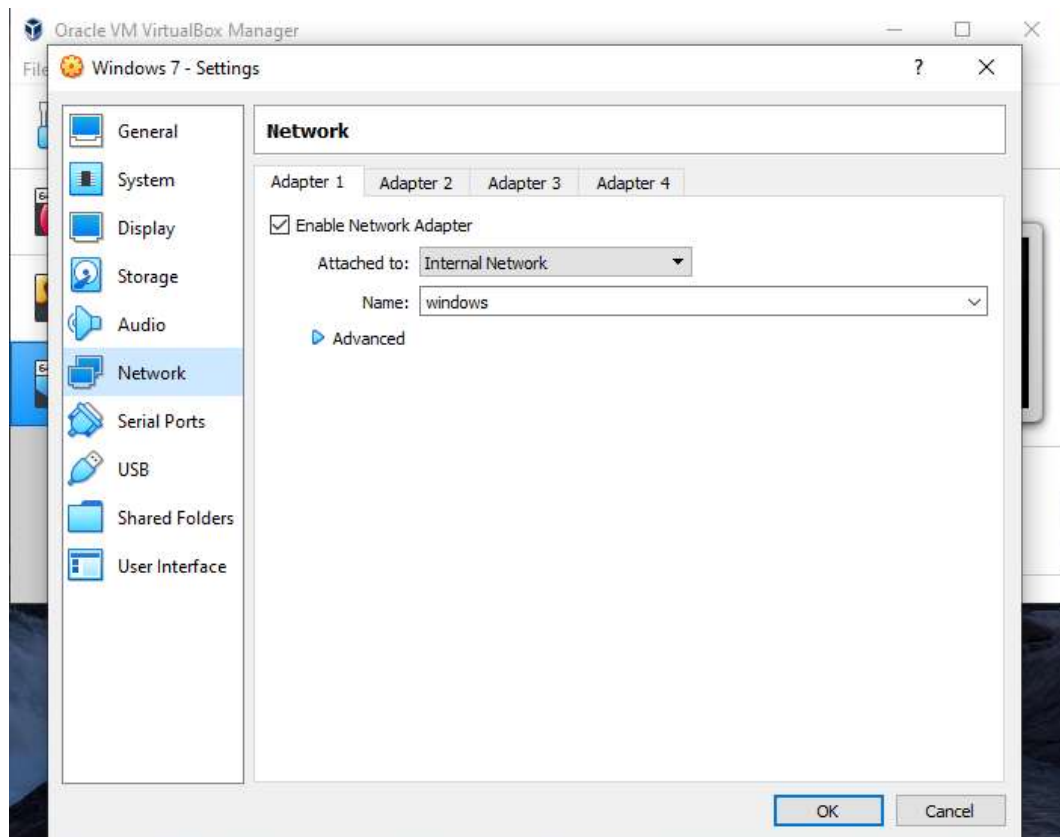 Oracle VM VirtualBox Manager
File
Windows 7 - Settings
?
General
System
Display
Storage
Audio
Network
Serial Ports
USB
Shared Folders
User Interface
Network
Adapter 1 Adapter 2 Adapter 3 Adapter 4
Enable Network Adapter
Attached to: Internal Network
Name: windows
Advanced
OK Cancel